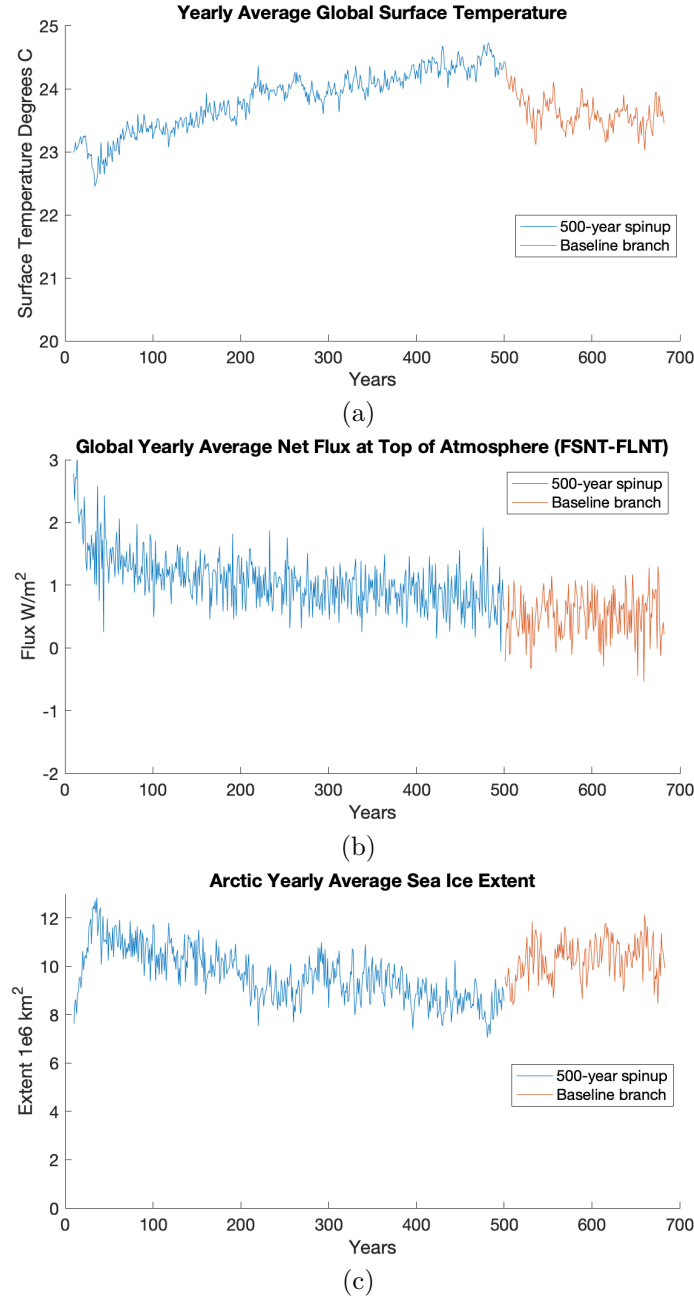 Yearly Average Global Surface Temperature
25
24
23
22
21
20
Surface Temperature Degrees C
500-year spinup
Baseline branch
0 100 200 300 400 500 600 700
Years
(a)
Global Yearly Average Net Flux at Top of Atmosphere (FSNT-FLNT)
3
2
1
0
-1
-2
Flux W/m²
500-year spinup
Baseline branch
0 100 200 300 400 500 600 700
Years
(b)
Arctic Yearly Average Sea Ice Extent
12
10
8
6
4
2
0
Extent 1e6 km²
500-year spinup
Baseline branch
0 100 200 300 400 500 600 700
Years
(c)